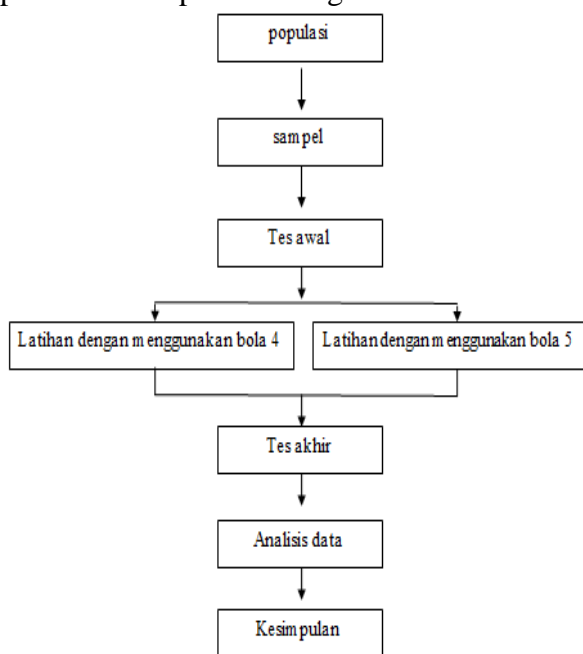 populasi
sampel
Tes awal
Latihan dengan menggunakan bola 4
Latihan dengan menggunakan bola 5
Tes akhir
Analisis data
Kesimpulan